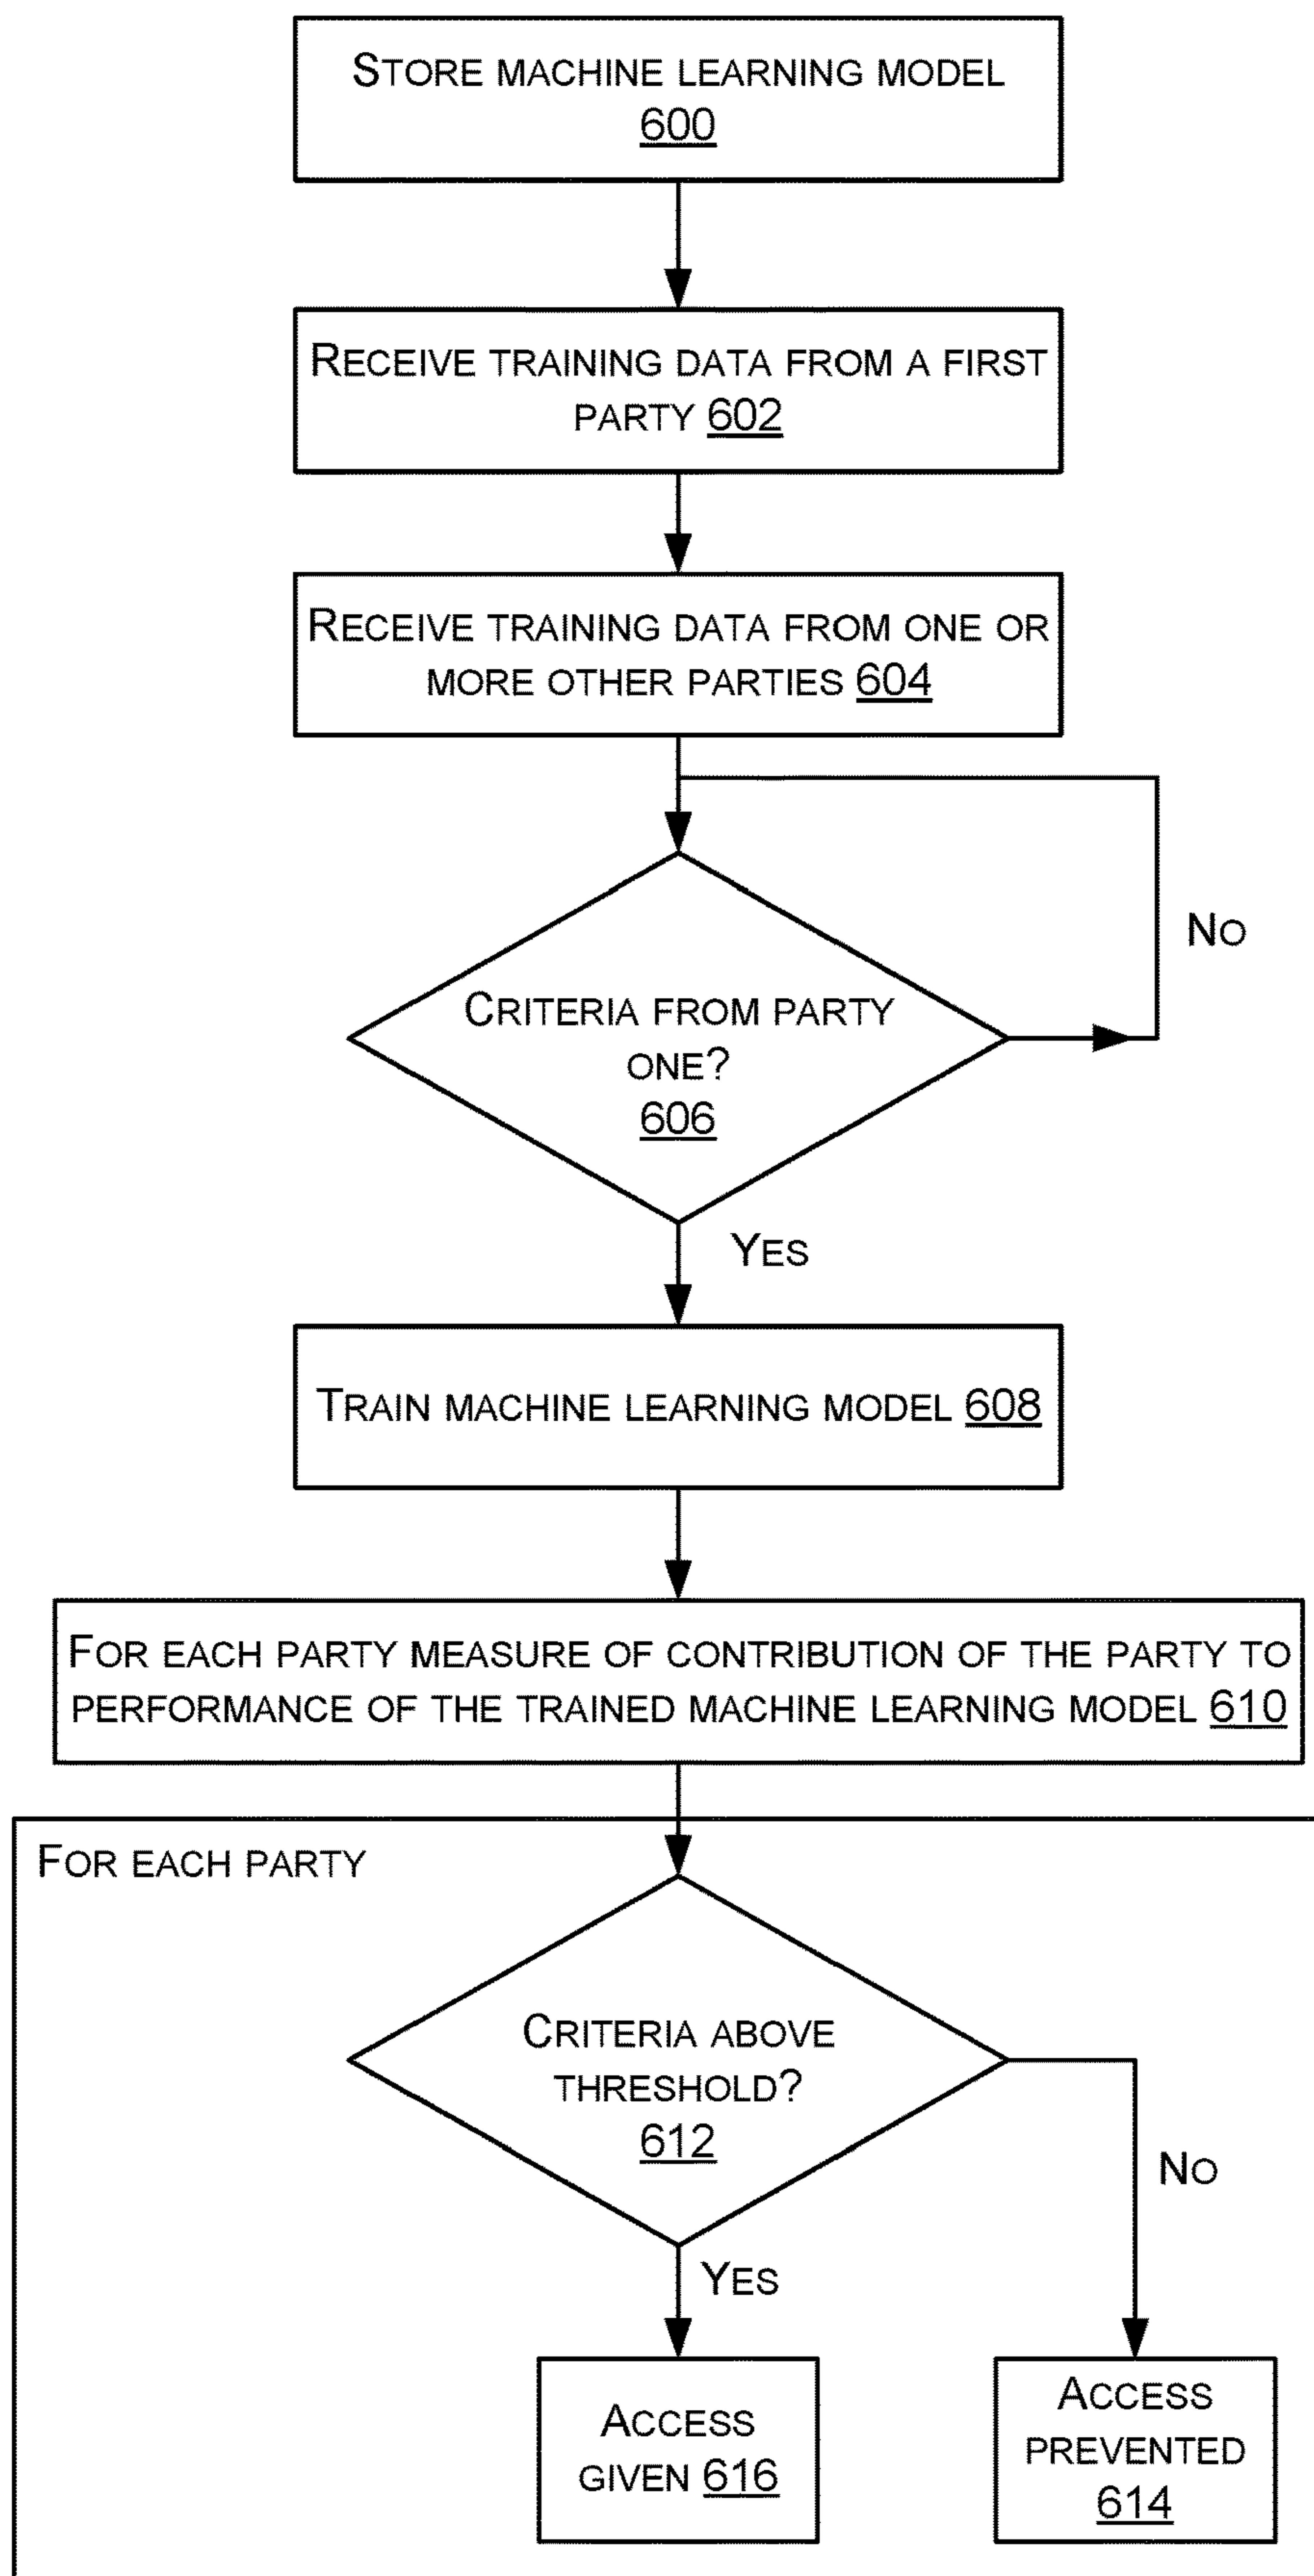 STORE MACHINE LEARNING MODEL
600
RECEIVE TRAINING DATA FROM A FIRST
PARTY 602
RECEIVE TRAINING DATA FROM ONE OR
MORE OTHER PARTIES 604
NO
CRITERIA FROM PARTY
ONE?
606
YES
TRAIN MACHINE LEARNING MODEL 608
FOR EACH PARTY MEASURE OF CONTRIBUTION OF THE PARTY TO
PERFORMANCE OF THE TRAINED MACHINE LEARNING MODEL 610
FOR EACH PARTY
CRITERIA ABOVE
THRESHOLD?
612
NO
YES
ACCESS
GIVEN 616
ACCESS
PREVENTED
614